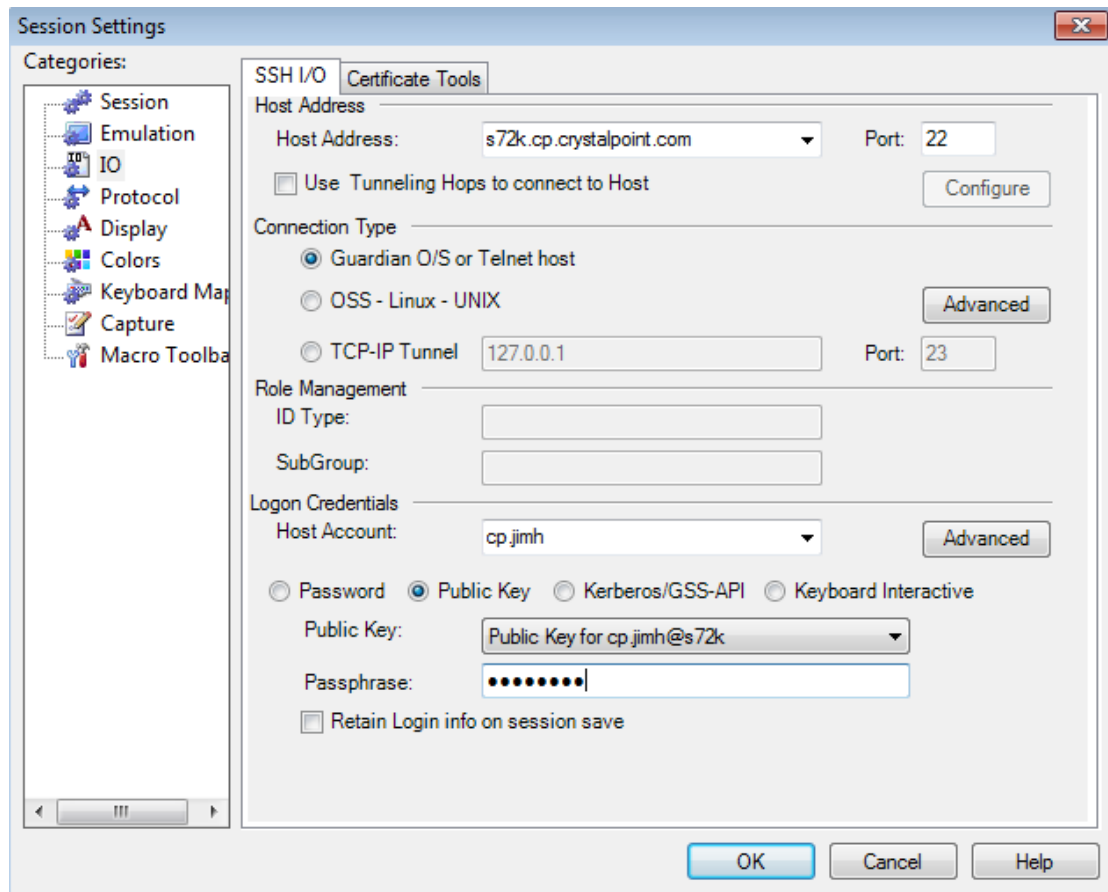 Session Settings
Categories:
Session
Emulation
IO
Protocol
Display
Colors
Keyboard Map
Capture
Macro Toolba
SSH I/O
Certificate Tools
Host Address
Host Address:
s72k.cp.crystalpoint.com
Port:
22
Use Tunneling Hops to connect to Host
Configure
Connection Type
Guardian O/S or Telnet host
OSS - Linux - UNIX
Advanced
TCP-IP Tunnel
127.0.0.1
Port:
23
Role Management
ID Type:
SubGroup:
Logon Credentials
Host Account:
cp.jimh
Advanced
Password
Public Key
Kerberos/GSS-API
Keyboard Interactive
Public Key:
Public Key for cp.jimh@s72k
Passphrase:
••••••••
Retain Login info on session save
OK
Cancel
Help